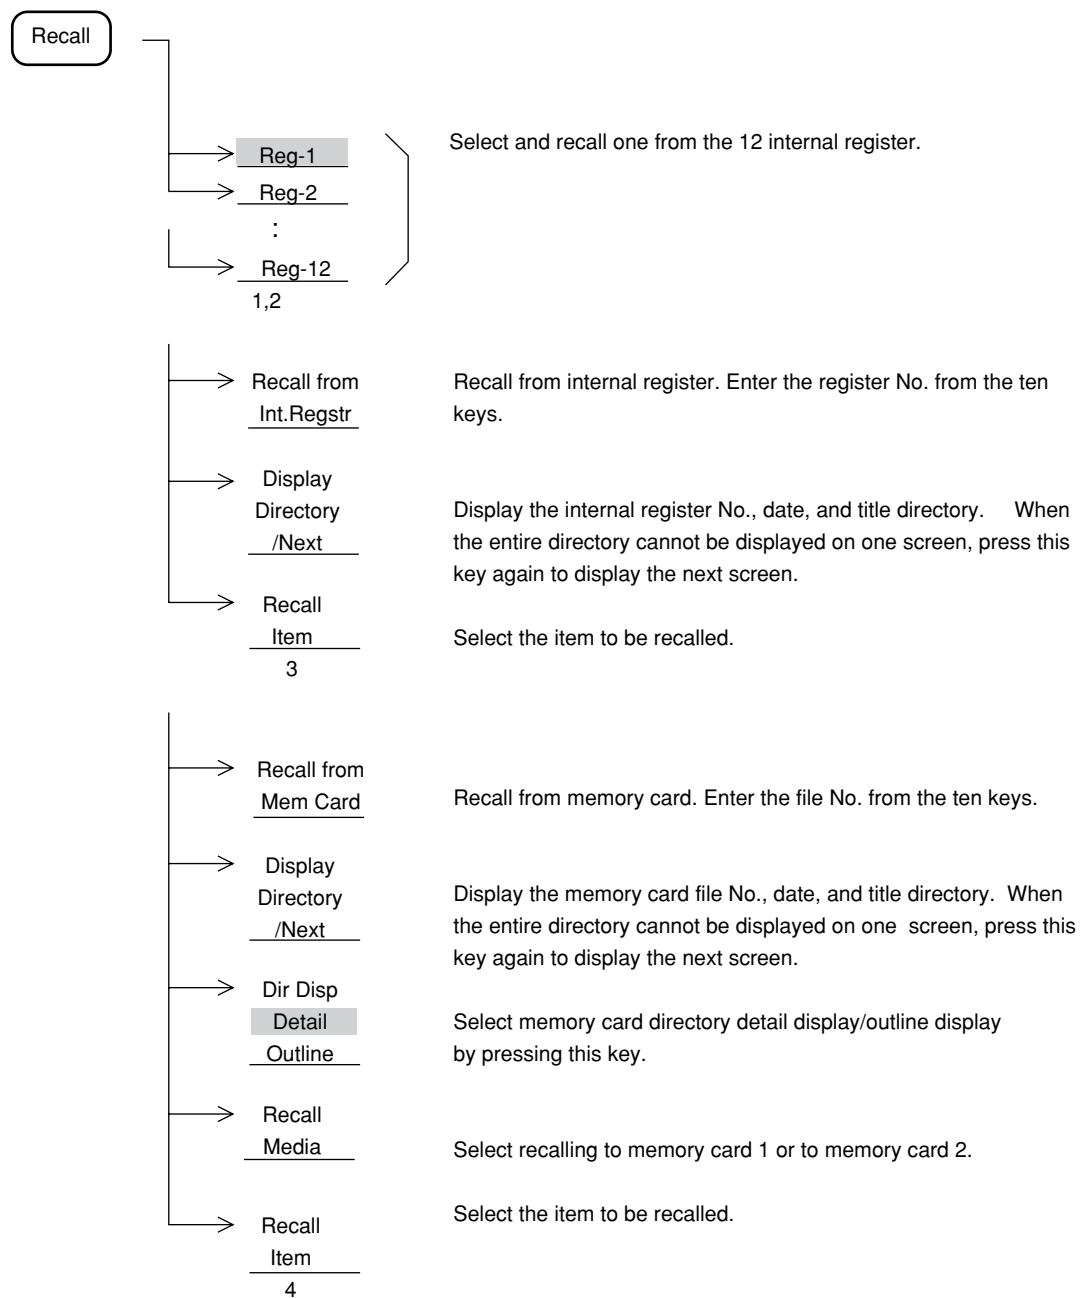 Recall
Reg-1
Select and recall one from the 12 internal register.
Reg-2
:
Reg-12
1,2
Recall from
Int.Regstr
Recall from internal register. Enter the register No. from the ten
keys.
Display
Directory
/Next
Display the internal register No., date, and title directory. When
the entire directory cannot be displayed on one screen, press this
key again to display the next screen.
Recall
Item
Select the item to be recalled.
3
Recall from
Mem Card
Recall from memory card. Enter the file No. from the ten keys.
Display
Directory
/Next
Display the memory card file No., date, and title directory. When
the entire directory cannot be displayed on one screen, press this
key again to display the next screen.
Dir Disp
Detail
Outline
Select memory card directory detail display/outline display
by pressing this key.
Recall
Media
Select recalling to memory card 1 or to memory card 2.
Recall
Item
Select the item to be recalled.
4